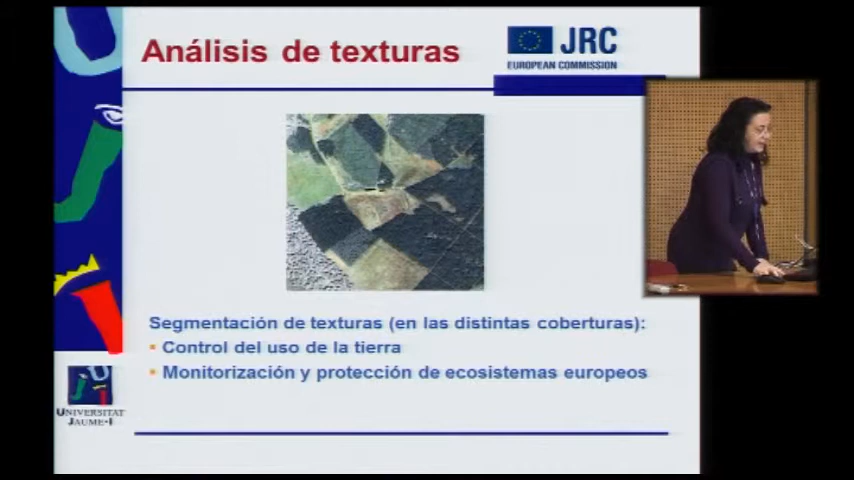 Análisis de texturas
JRC
EUROPEAN COMMISSION
Segmentación de texturas (en las distintas coberturas):
• Control del uso de la tierra
• Monitorización y protección de ecosistemas europeos
UNIVERSITAT
JAUME·I